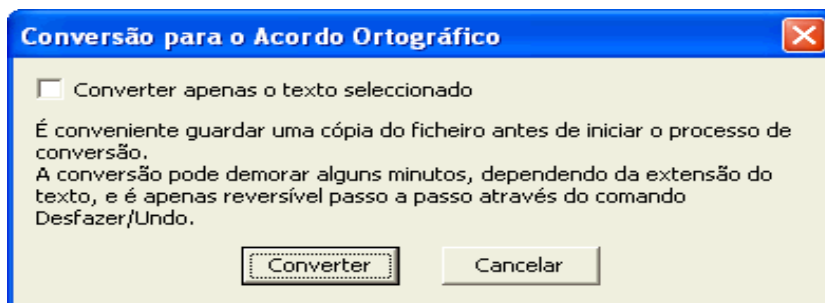 Conversão para o Acordo Ortográfico
Converter apenas o texto seleccionado
É conveniente guardar uma cópia do ficheiro antes de iniciar o processo de
conversão.
A conversão pode demorar alguns minutos, dependendo da extensão do
texto, e é apenas reversível passo a passo através do comando
Desfazer/Undo.
Converter
Cancelar